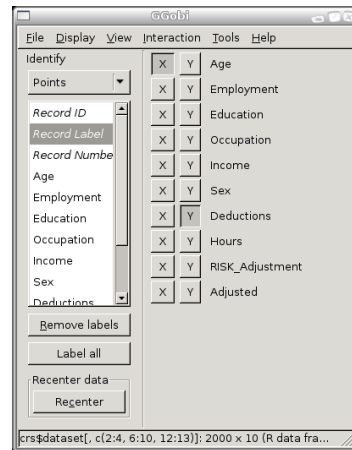 GGobi
File Display View Interaction Tools Help
Identify
Points
Record ID
Record Label
Record Numbe
Age
Employment
Education
Occupation
Income
Sex
Deductions
Remove labels
Label all
Recenter data
Recenter
X Y Age
X Y Employment
X Y Education
X Y Occupation
X Y Income
X Y Sex
X Y Deductions
X Y Hours
X Y RISK_Adjustment
X Y Adjusted
crs$dataset[, c(2:4, 6:10, 12:13)]: 2000 x 10 (R data fra...